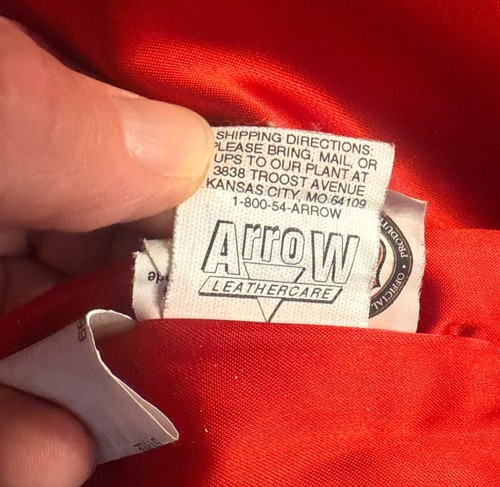 SHIPPING DIRECTIONS:
PLEASE BRING, MAIL, OR
UPS TO OUR PLANT AT
3838 TROOST AVENUE
KANSAS CITY, MO 64109
1-800-54-ARROW
ArroW
LEATHERCARE
OFFICIAL